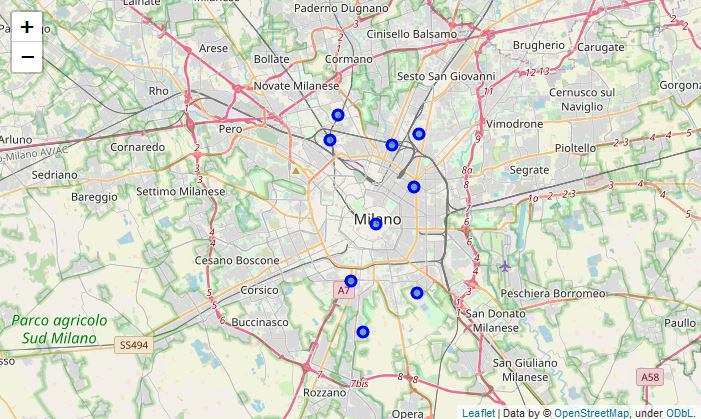 Lainate
Milanese
Paderno Dugnano
Cinisello Balsamo
+
−
Arese
Bollate
Cormano
Brugherio
Carugate
Sesto San Giovanni
Rho
Novate Milanese
Cernusco sul
Naviglio
Gorgonz
12
13
Arluno
Pero
Vimodrone
o-Milano AV/AC
Cornaredo
Pioltello
Sedriano
Settimo Milanese
Segrate
Bareggio
Milano
Cesano Boscone
Corsico
A7
Peschiera Borromeo
Parco agricolo
Sud Milano
Buccinasco
San Donato
Milanese
Paullo
SS494
San Giuliano
Milanese
7bis
A58
Rozzano
Opera
Leaflet | Data by © OpenStreetMap, under ODbL.